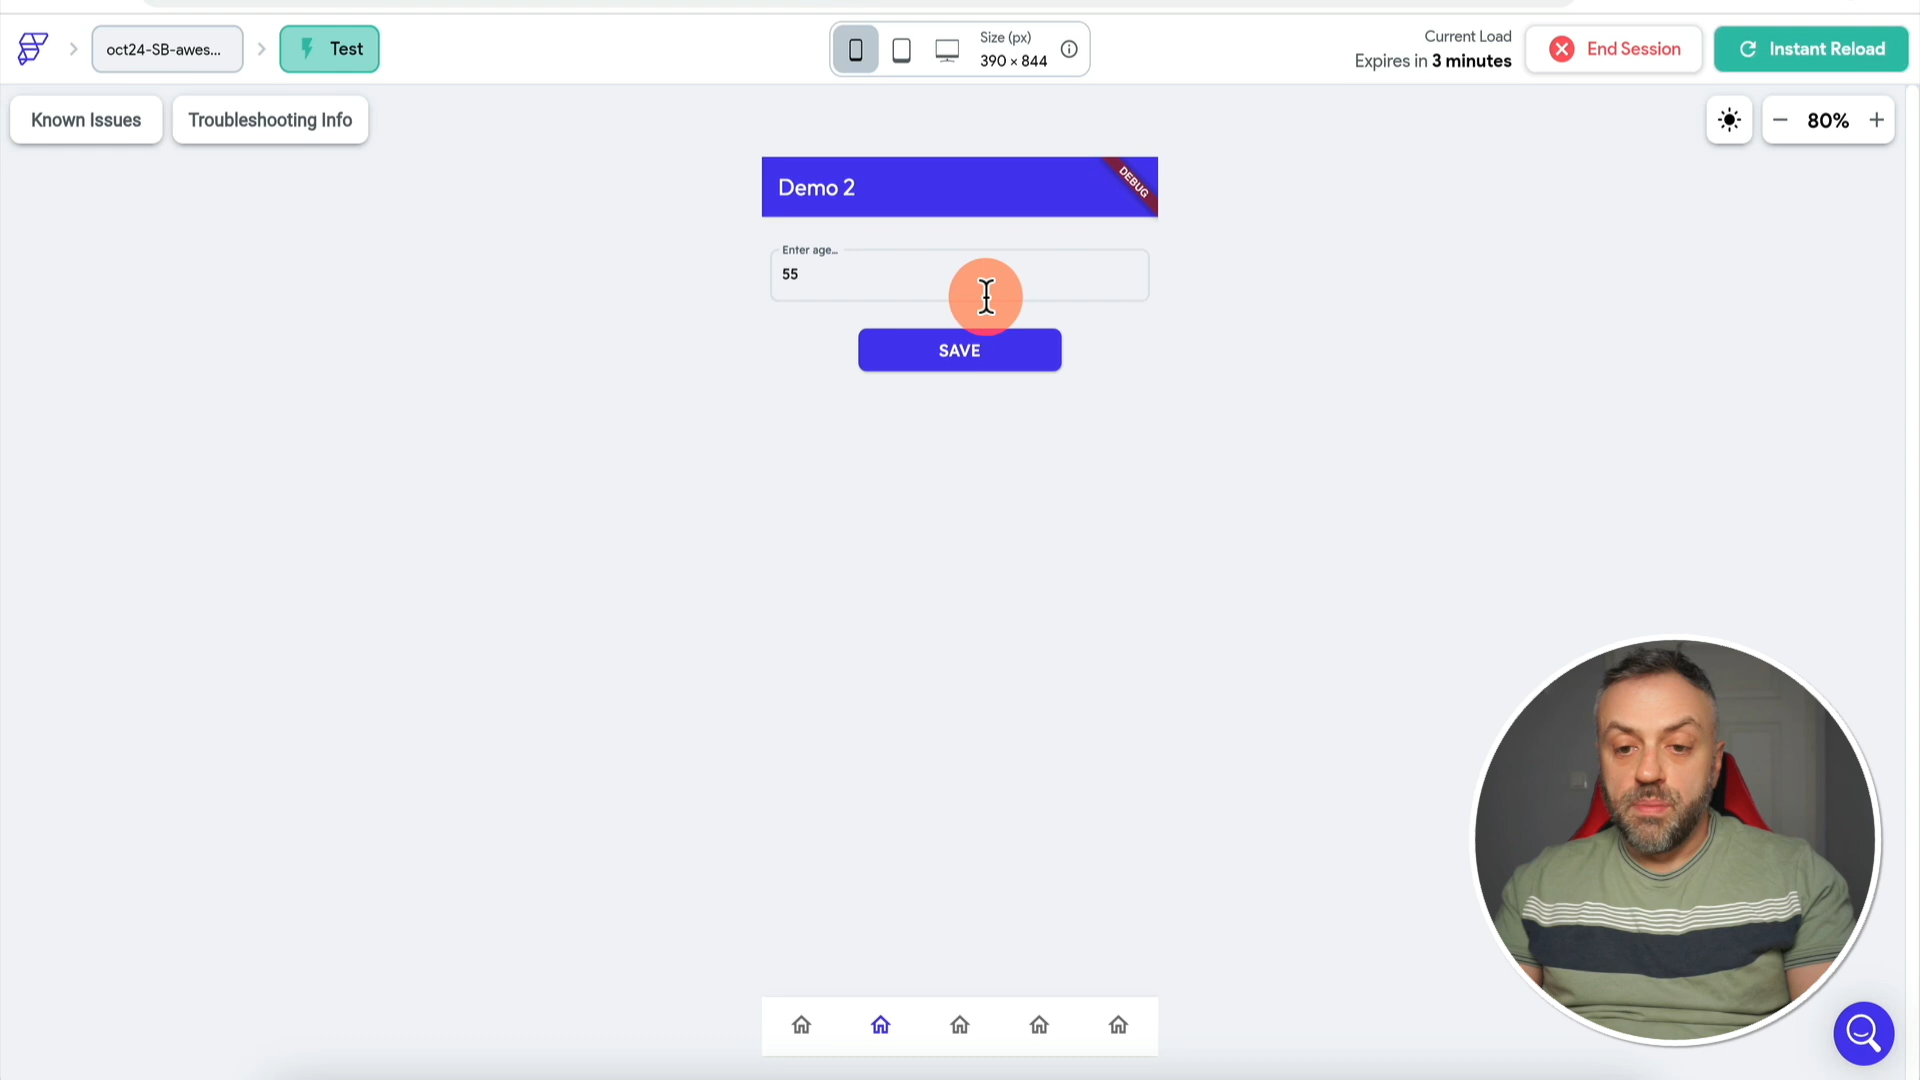 oct24-SB-awes...
Test
Size (px)
390 × 844
Current Load
Expires in 3 minutes
End Session
Instant Reload
Known Issues
Troubleshooting Info
80%
Demo 2
DEBUG
Enter age...
55
SAVE